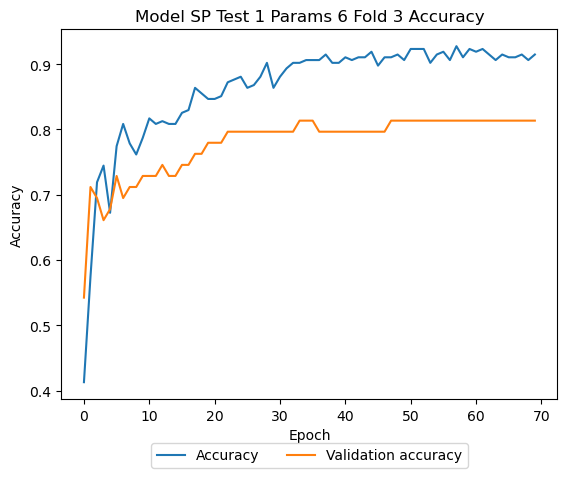 Model SP Test 1 Params 6 Fold 3 Accuracy
0.9
0.8
0.7
0.6
0.5
0.4
Accuracy
0 10 20 30 40 50 60 70
Epoch
Accuracy Validation accuracy